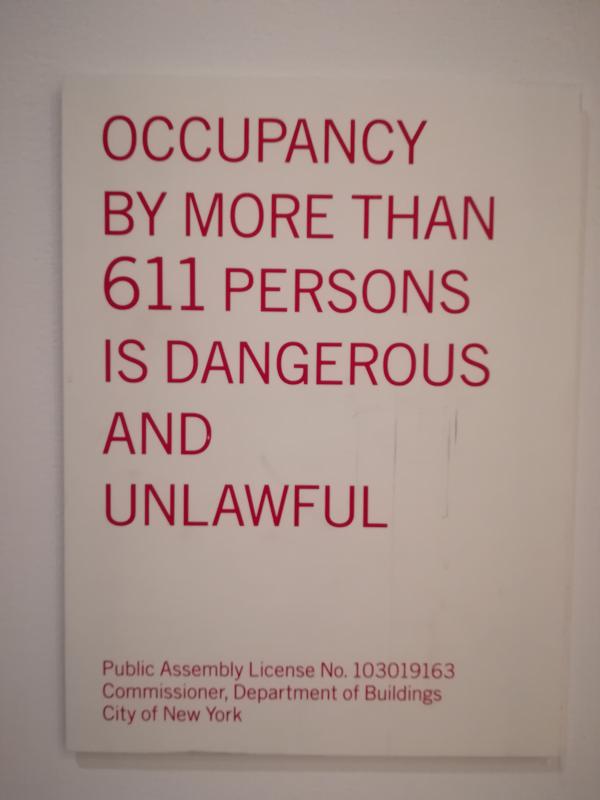 OCCUPANCY
BY MORE THAN
611 PERSONS
IS DANGEROUS
AND
UNLAWFUL
Public Assembly License No. 103019163
Commissioner, Department of Buildings
City of New York